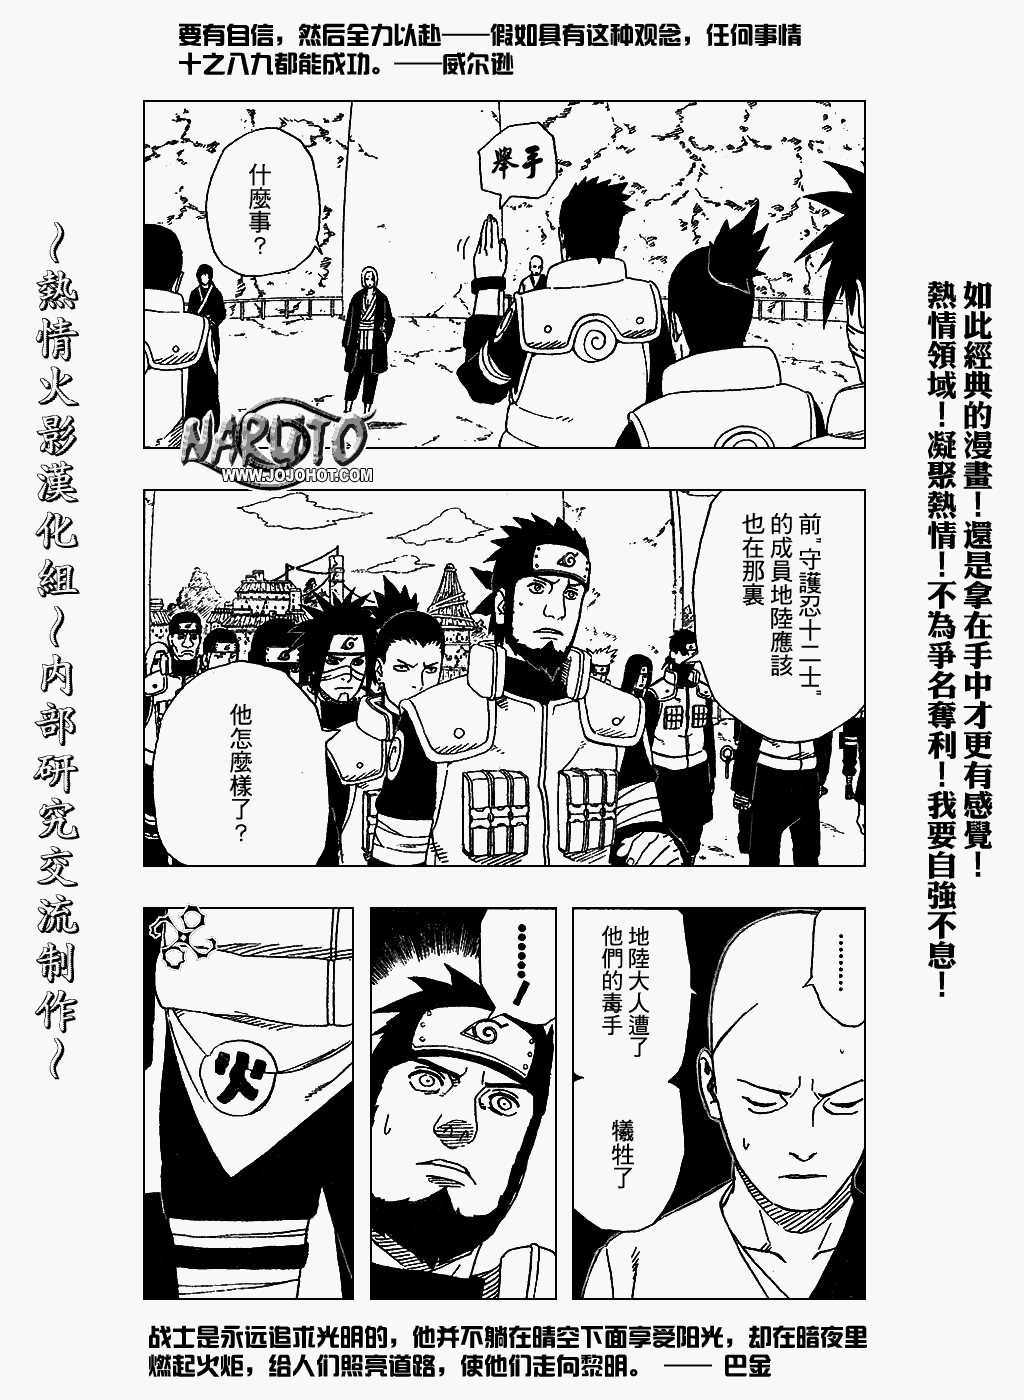 要有自信，然后全力以赴——假如具有这种观念，任何事情
十之八九都能成功。——威尔逊
舉手
什麼事？
NARUTO
WWW.JOJOHOT.COM
前"守護忍十二士"
的成員地陸應該
也在那裏
他怎麼樣了？
………
地陸大人遭了
他們的毒手
犧牲了
……！
火
～熱情火影漢化組～内部研究交流制作～
如此經典的漫畫！還是拿在手中才更有感覺！
熱情領域！凝聚熱情！不為爭名奪利！我要自強不息！
战士是永远追求光明的，他并不躺在晴空下面享受阳光，却在暗夜里
燃起火炬，给人们照亮道路，使他们走向黎明。 —— 巴金